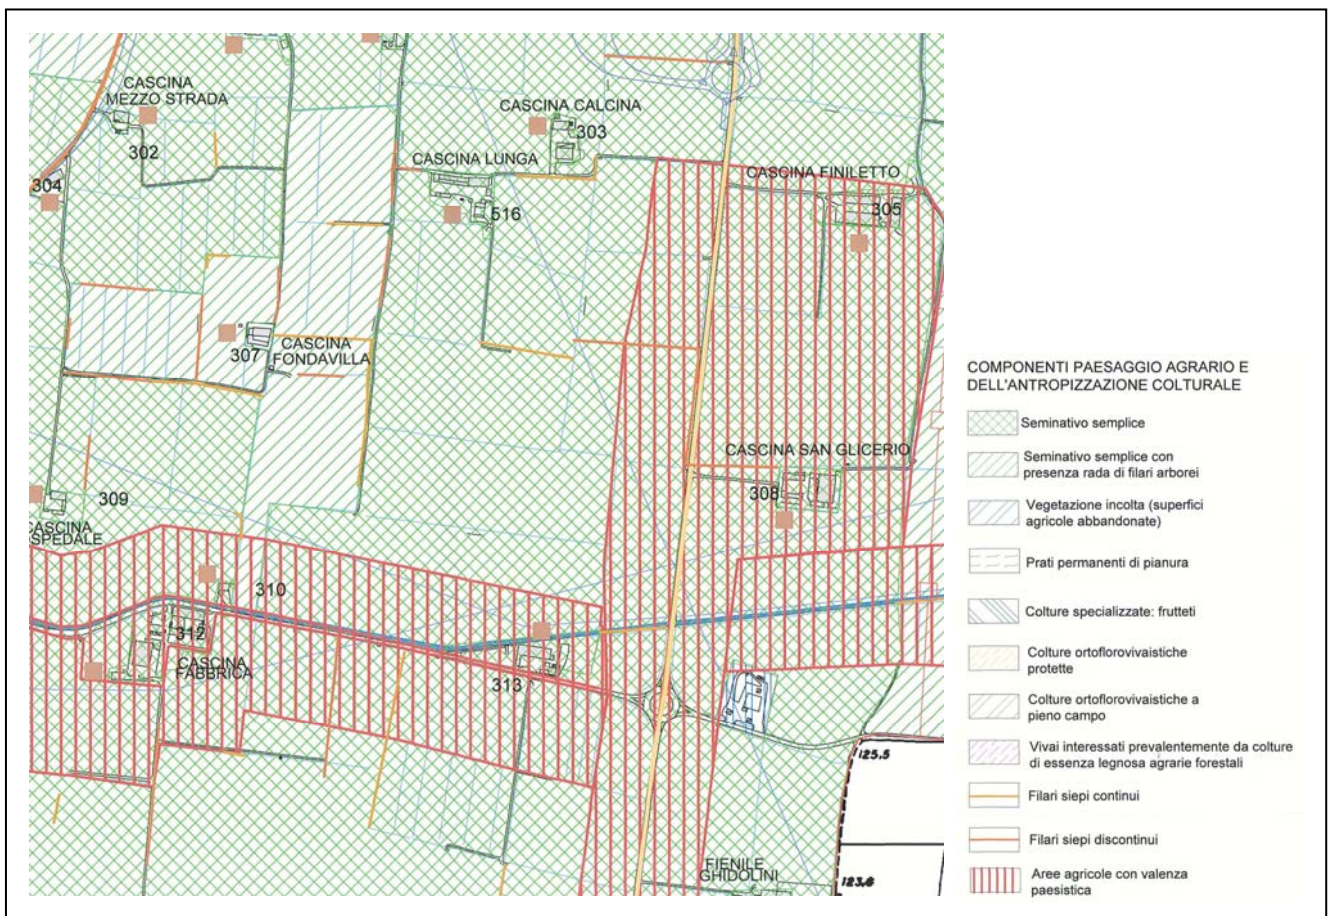 CASCINA
MEZZO STRADA
302
304
CASCINA CALCINA
303
CASCINA LUNGA
516
CASCINA FINILETTO
305
307
CASCINA
FONDAVILLA
CASCINA SAN GLICERIO
308
309
CASCINA
OSPEDALE
310
312
CASCINA
FABBRICA
313
125.5
FIENILE
GHIDOLINI
123.6
COMPONENTI PAESAGGIO AGRARIO E
DELL'ANTROPIZZAZIONE COLTURALE
Seminativo semplice
Seminativo semplice con
presenza rada di filari arborei
Vegetazione incolta (superfici
agricole abbandonate)
Prati permanenti di pianura
Colture specializzate: frutteti
Colture ortoflorovivaistiche
protette
Colture ortoflorovivaistiche a
pieno campo
Vivai interessati prevalentemente da colture
di essenza legnosa agrarie forestali
Filari siepi continui
Filari siepi discontinui
Aree agricole con valenza
paesistica